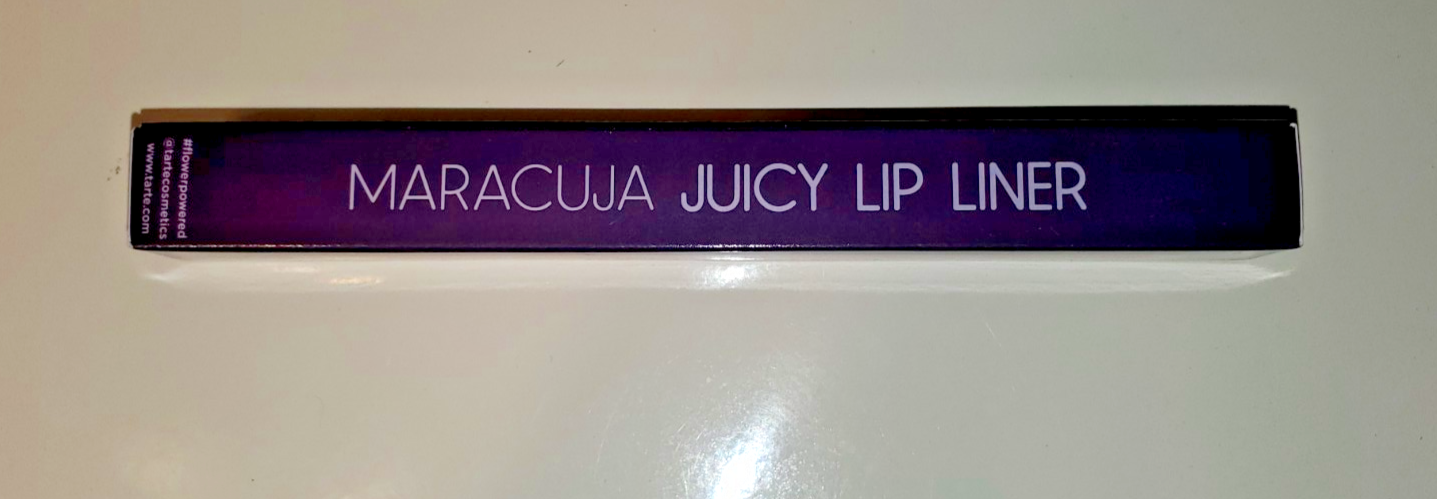 MARACUJA JUICY LIP LINER
#flowerpowered
@tartecosmetics
www.tarte.com